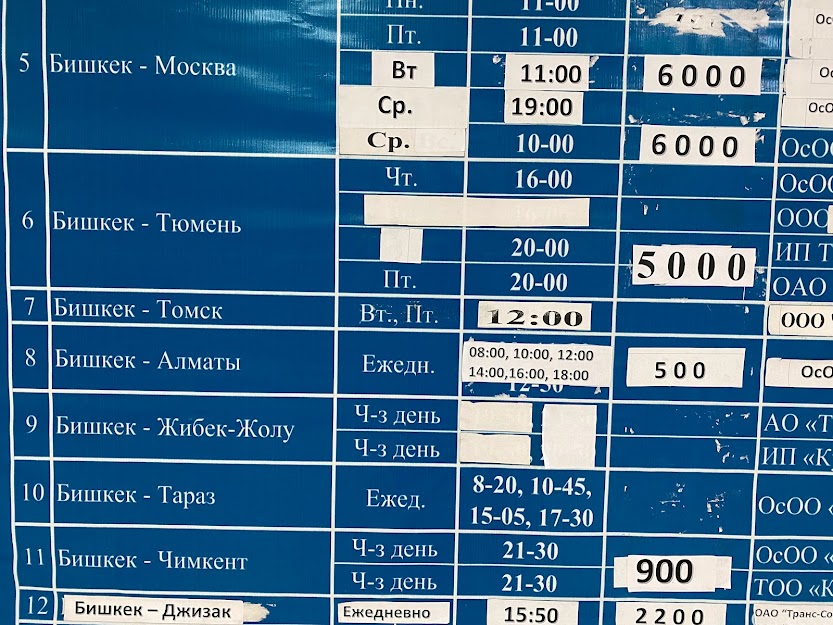 Пн. 11-00
Пт. 11-00
5 Бишкек - Москва Вт 11:00 6000 Ос
Ср. 19:00 ОсО
Ср. 10-00 6000 ОсОО
Чт. 16-00 ОсОО
6 Бишкек - Тюмень ООО
20-00 ИП Т
Пт. 20-00 5000 ОАО
7 Бишкек - Томск Вт., Пт. 12:00 ООО
8 Бишкек - Алматы Ежедн. 08:00, 10:00, 12:00 500 ОсО
14:00,16:00, 18:00
12-30
9 Бишкек - Жибек-Жолу Ч-з день АО «Т
Ч-з день ИП «К
10 Бишкек - Тараз Ежед. 8-20, 10-45, ОсОО «
15-05, 17-30
11 Бишкек - Чимкент Ч-з день 21-30 900 ОсОО «
Ч-з день 21-30 ТОО «К
12 Бишкек – Джизак Ежедневно 15:50 2200 ОАО "Транс-Со